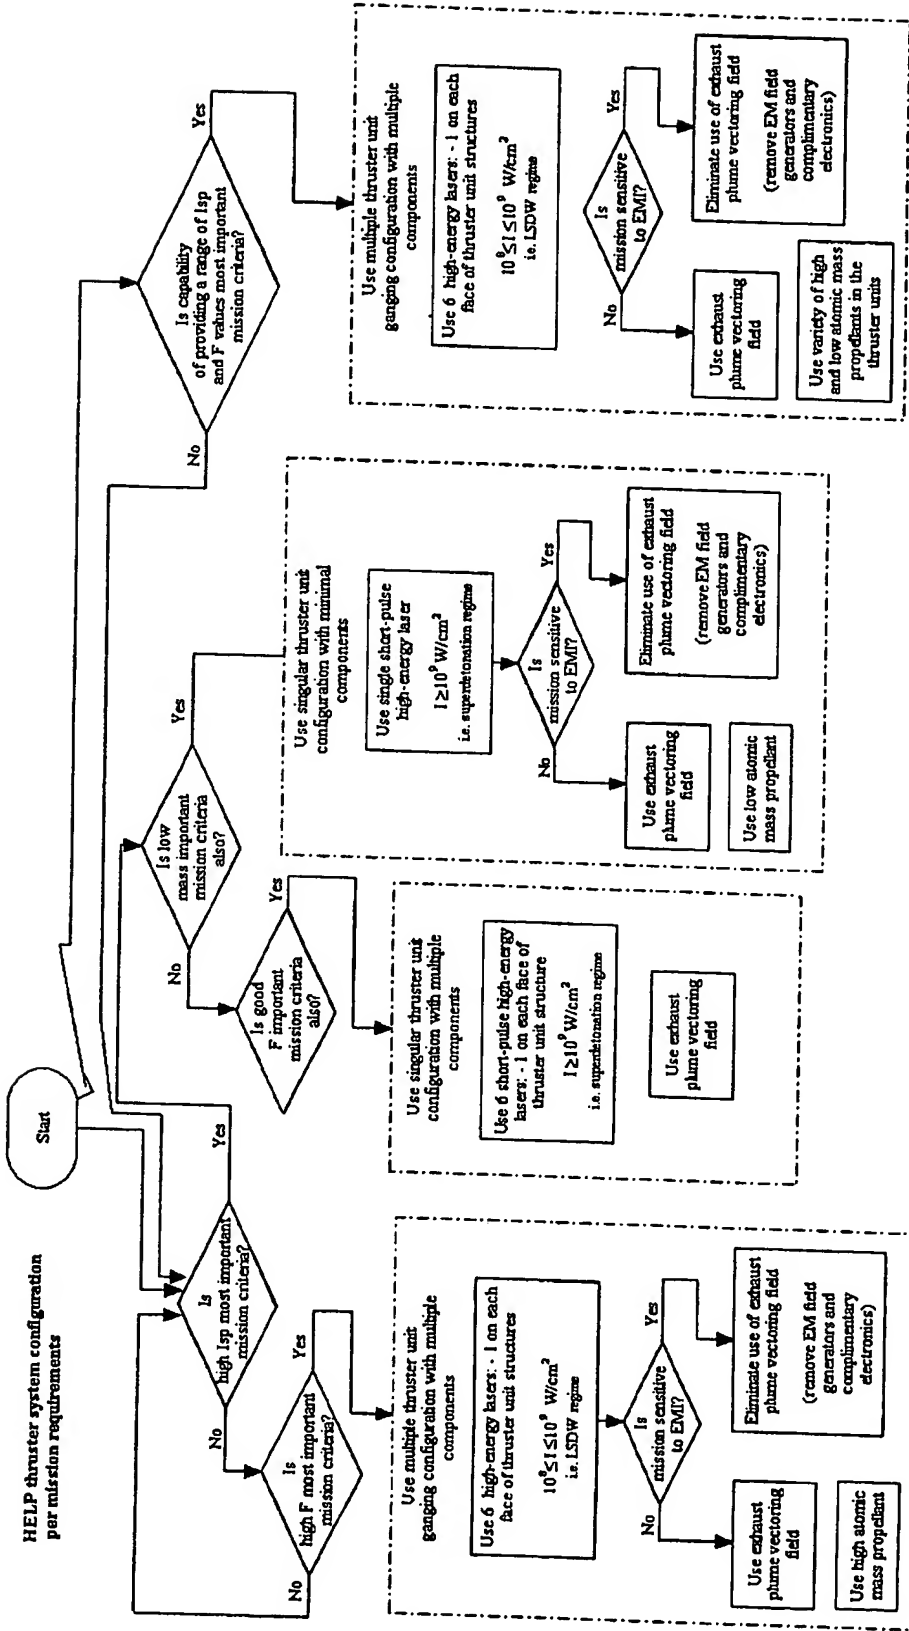 HELP thruster system configuration
per mission requirements
Start
Is
high Isp most important
mission criteria?
No
Yes
Is
high F most important
mission criteria?
No
Yes
Use multiple thruster unit
ganging configuration with multiple
components
Use 6 high-energy lasers: - 1 on each
face of thruster unit structures
10⁸ ≤ I ≤ 10⁹ W/cm²
i.e. LSDW regime
Is
mission sensitive
to EMI?
No
Yes
Use exhaust
plume vectoring
field
Eliminate use of exhaust
plume vectoring field
(remove EM field
generators and
complimentary
electronics)
Use high atomic
mass propellant
Is low
mass important
mission criteria
also?
No
Yes
Is good
F important
mission criteria
also?
Yes
Use singular thruster unit
configuration with multiple
components
Use 6 short-pulse high-energy
lasers: - 1 on each face of
thruster unit structure
I ≥ 10⁹ W/cm²
i.e. superdetonation regime
Use exhaust
plume vectoring
field
Use singular thruster unit
configuration with minimal
components
Use single short-pulse
high-energy laser
I ≥ 10⁹ W/cm²
i.e. superdetonation regime
Is
mission sensitive
to EMI?
No
Yes
Use exhaust
plume vectoring
field
Eliminate use of exhaust
plume vectoring field
(remove EM field
generators and
complimentary
electronics)
Use low atomic
mass propellant
Is capability
of providing a range of Isp
and F values most important
mission criteria?
No
Yes
Use multiple thruster unit
ganging configuration with multiple
components
Use 6 high-energy lasers: - 1 on each
face of thruster unit structures
10⁸ ≤ I ≤ 10⁹ W/cm²
i.e. LSDW regime
Is
mission sensitive
to EMI?
No
Yes
Use exhaust
plume vectoring
field
Eliminate use of exhaust
plume vectoring field
(remove EM field
generators and
complimentary
electronics)
Use variety of high
and low atomic mass
propellants in the
thruster units